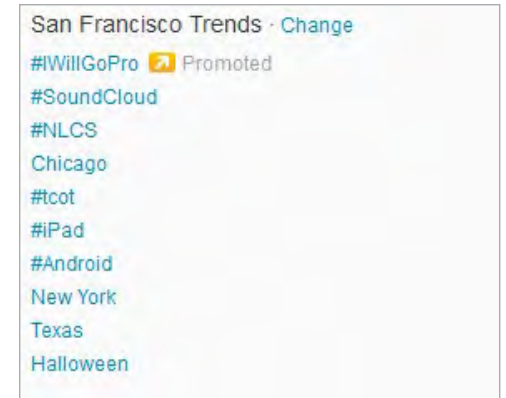 San Francisco Trends · Change
#IWillGoPro Promoted
#SoundCloud
#NLCS
Chicago
#tcot
#iPad
#Android
New York
Texas
Halloween